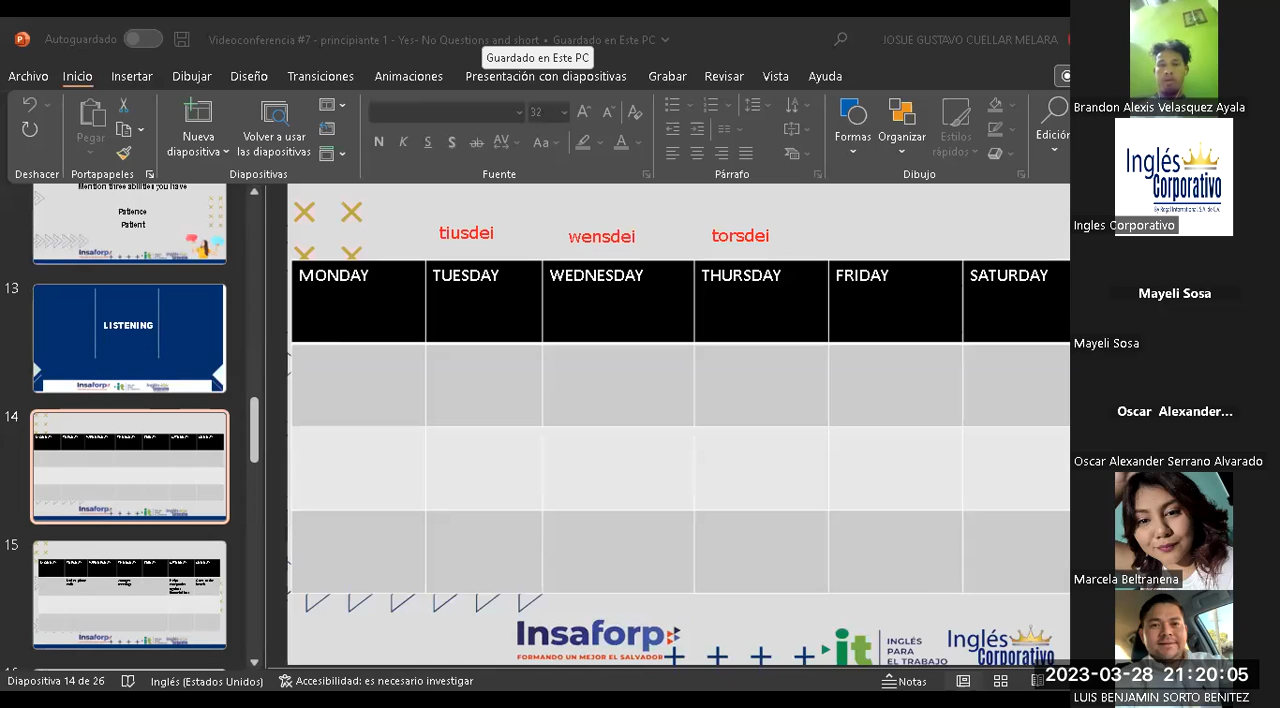 Autoguardado
Videoconferencia #7 - principiante 1 - Yes- No Questions and short • Guardado en Este PC
JOSUE GUSTAVO CUELLAR MELARA
Guardado en Este PC
Archivo Inicio Insertar Dibujar Diseño Transiciones Animaciones Presentación con diapositivas Grabar Revisar Vista Ayuda
32
Pegar
Nueva diapositiva
Volver a usar las diapositivas
N K S S ab AV Aa A
Formas Organizar Estilos rápidos Edición
Deshacer Portapapeles Diapositivas Fuente Párrafo Dibujo
Mention three abilities you have
Patience
Patient
13
LISTENING
Insaforp
14
15
tiusdei wensdei torsdei
MONDAY TUESDAY WEDNESDAY THURSDAY FRIDAY SATURDAY
Insaforp
FORMANDO UN MEJOR EL SALVADOR
it INGLÉS PARA EL TRABAJO
Inglés Corporativo
Diapositiva 14 de 26
Inglés (Estados Unidos)
Accesibilidad: es necesario investigar
Notas
Brandon Alexis Velasquez Ayala
Inglés Corporativo
Ingles Corporativo
Mayeli Sosa
Mayeli Sosa
Oscar Alexander...
Oscar Alexander Serrano Alvarado
Marcela Beltranena
2023-03-28 21:20:05
LUIS BENJAMIN SORTO BENITEZ